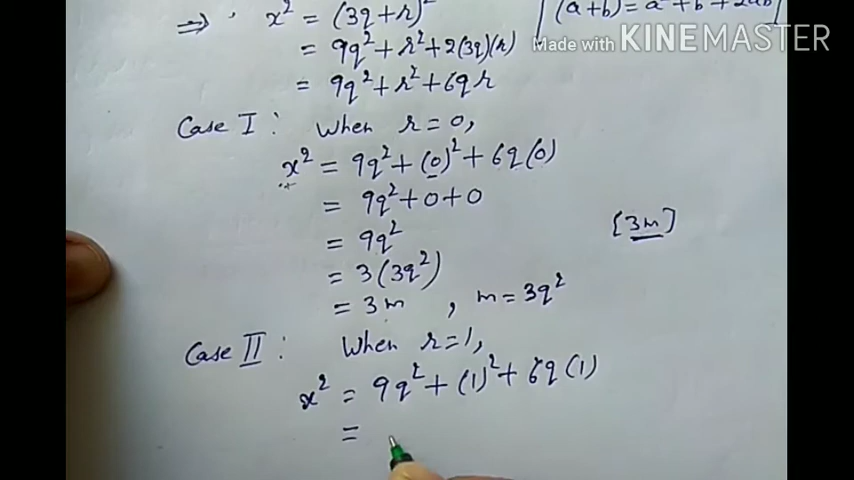 ⇒ x² = (3q+r)² | (a+b) = a²+b²+2ab |
Made with KINEMASTER
= 9q²+r²+2(3q)(r)
= 9q²+r²+6qr
Case I : When r=0,
x² = 9q²+(0)²+6q(0)
= 9q²+0+0
= 9q² [3m]
= 3(3q²)
= 3m , m=3q²
Case II : When r=1,
x² = 9q²+(1)²+6q(1)
=